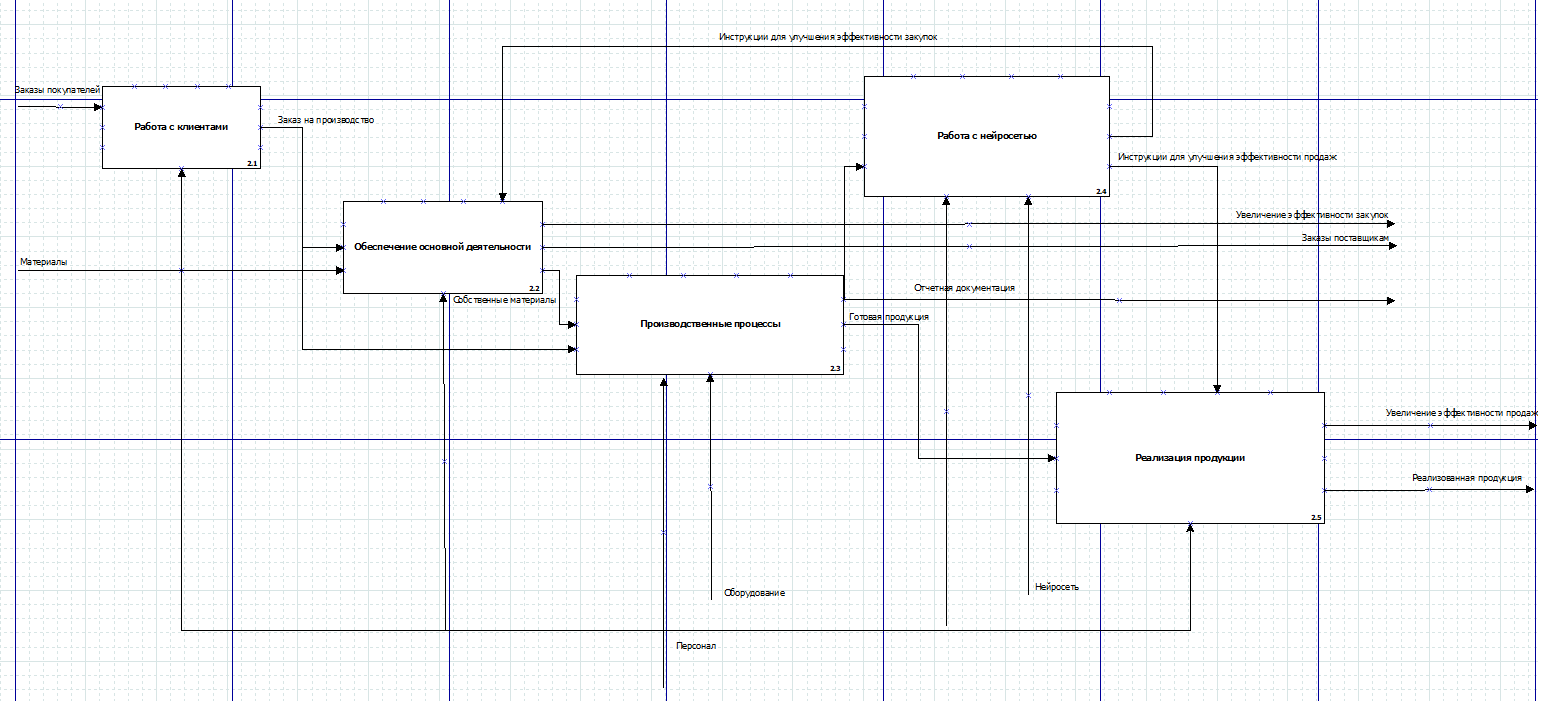 Инструкции для улучшения эффективности закупок
Заказы покупателей
Работа с клиентами
2.1
Заказ на производство
Работа с нейросетью
2.4
Инструкции для улучшения эффективности продаж
Увеличение эффективности закупок
Заказы поставщикам
Материалы
Обеспечение основной деятельности
2.2
Собственные материалы
Отчетная документация
Готовая продукция
Производственные процессы
2.3
Увеличение эффективности продаж
Реализация продукции
2.5
Реализованная продукция
Оборудование
Нейросеть
Персонал